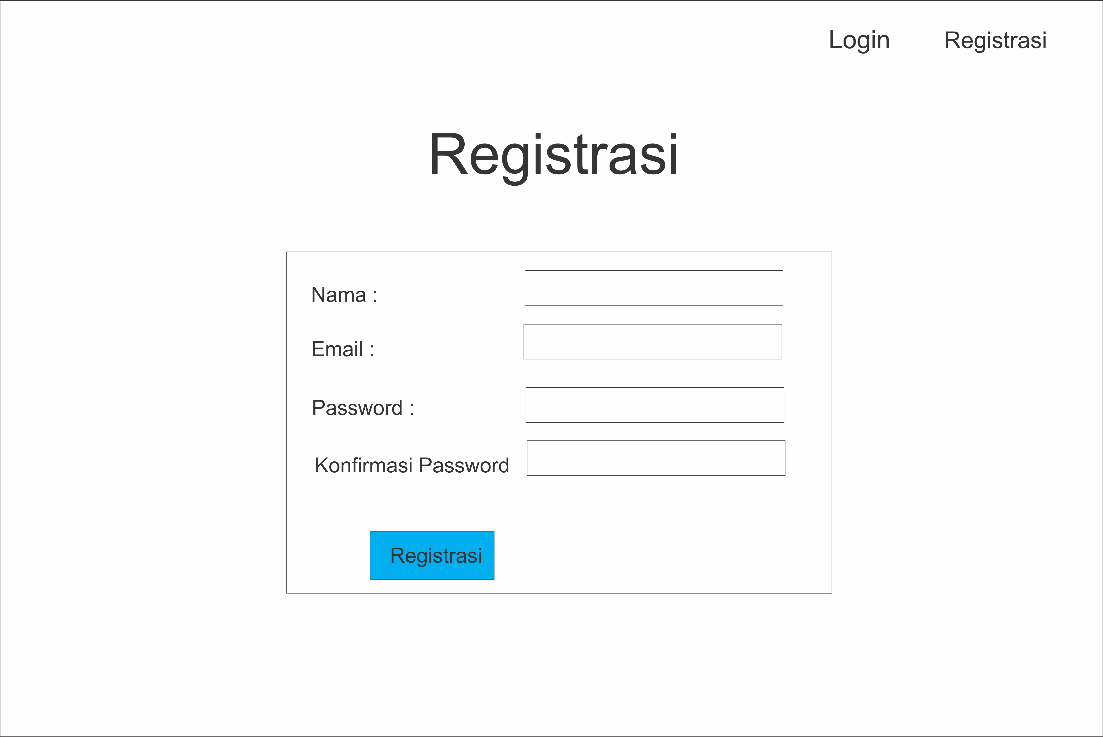 Login Registrasi
Registrasi
Nama :
Email :
Password :
Konfirmasi Password
Registrasi